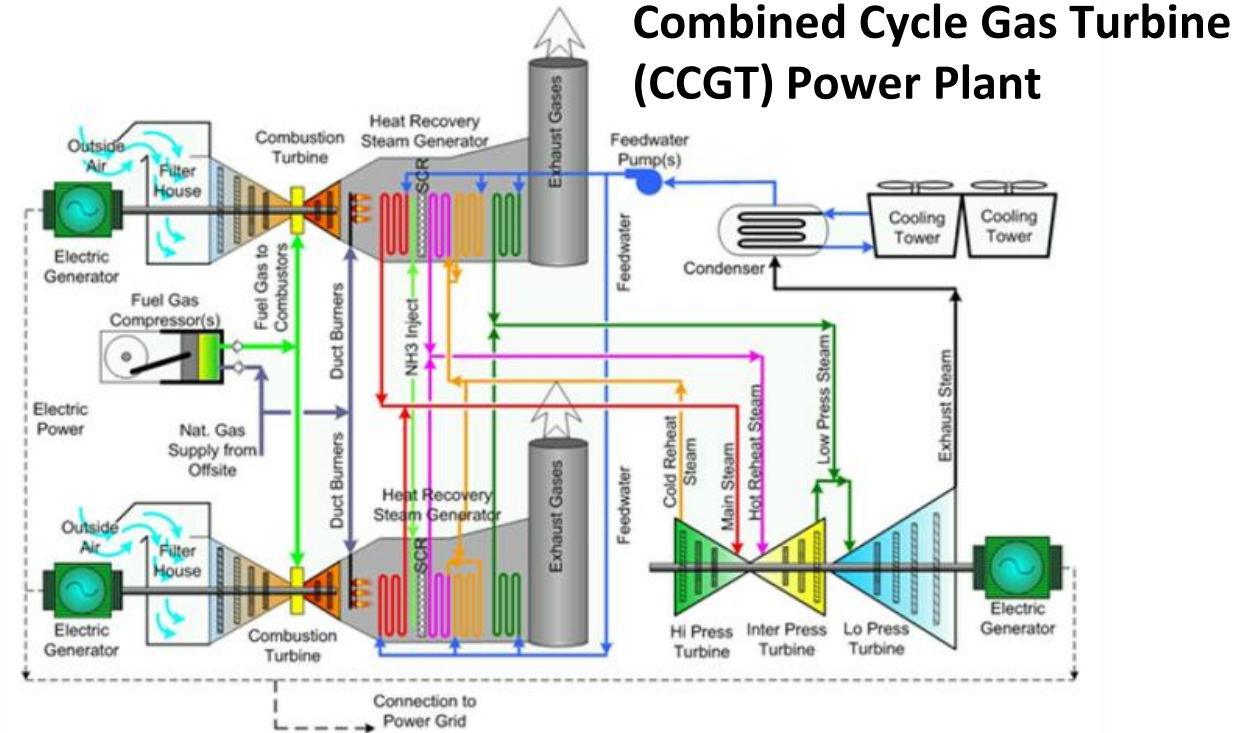 Combined Cycle Gas Turbine
(CCGT) Power Plant
Outside
Air
Filter
House
Combustion
Turbine
Heat Recovery
Steam Generator
SCR
Exhaust Gases
Feedwater
Pump(s)
Cooling
Tower
Cooling
Tower
Condenser
Electric
Generator
Fuel Gas to
Combustors
Feedwater
Fuel Gas
Compressor(s)
Duct Burners
NH3 Inject
Electric
Power
Nat. Gas
Supply from
Offsite
Low Press Steam
Exhaust Steam
Cold Reheat
Steam
Main Steam
Hot Reheat Steam
Duct Burners
Heat Recovery
Steam Generator
SCR
Exhaust Gases
Feedwater
Outside
Air
Filter
House
Electric
Generator
Combustion
Turbine
Hi Press
Turbine
Inter Press
Turbine
Lo Press
Turbine
Electric
Generator
Connection to
Power Grid